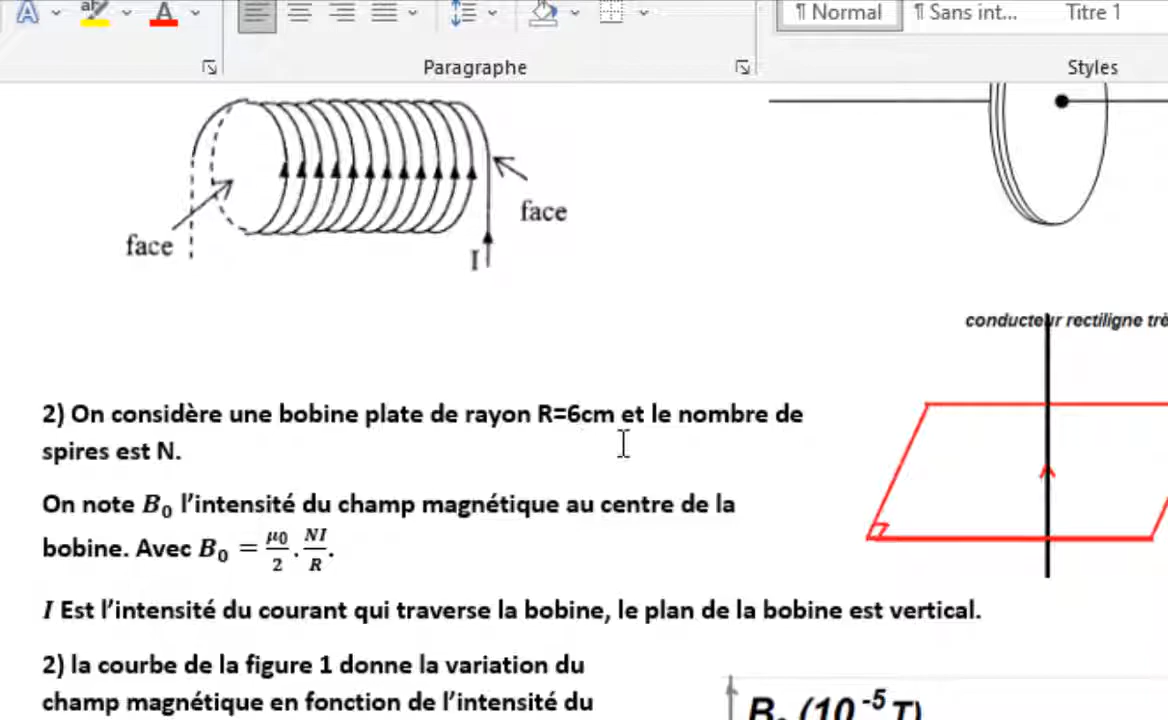 A ab A
¶ Normal ¶ Sans int... Titre 1
Paragraphe Styles
face
face
I
conducteur rectiligne trè
2) On considère une bobine plate de rayon R=6cm et le nombre de
spires est N.
On note B₀ l’intensité du champ magnétique au centre de la
bobine. Avec B₀ = μ0/2 . NI/R.
I Est l’intensité du courant qui traverse la bobine, le plan de la bobine est vertical.
2) la courbe de la figure 1 donne la variation du
champ magnétique en fonction de l’intensité du
(10⁻⁵ T)